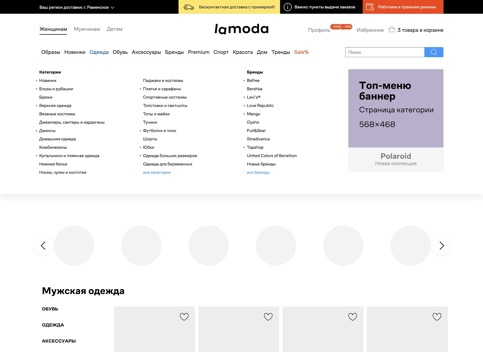 Ваш регион доставки: г. Раменское
Бесконтактная доставка с примеркой!
Важно: пункты выдачи заказов
Работаем в прежнем режиме
Женщинам Мужчинам Детям
lamoda
Профиль
Избранное
3 товара в корзине
Образы Новинки Одежда Обувь Аксессуары Бренды Premium Спорт Красота Дом Тренды Sale%
Поиск
Категории
Новинки
Блузы и рубашки
Брюки
Верхняя одежда
Вязаные костюмы
Джемперы, свитеры и кардиганы
Джинсы
Домашняя одежда
Комбинезоны
Купальники и пляжная одежда
Нижнее белье
Носки, чулки и колготки
Пиджаки и костюмы
Платья и сарафаны
Спортивные костюмы
Толстовки и свитшоты
Топы и майки
Туники
Футболки и поло
Шорты
Юбки
Одежда больших размеров
Одежда для беременных
все категории
Бренды
Befree
Bershka
Levi's®
Love Republic
Mango
Oysho
Pull&Bear
Stradivarius
Topshop
United Colors of Benetton
Новые бренды
все бренды
Топ-меню
баннер
Страница категории
568×468
Polaroid
Новая коллекция
Мужская одежда
ОБУВЬ
ОДЕЖДА
АКСЕССУАРЫ